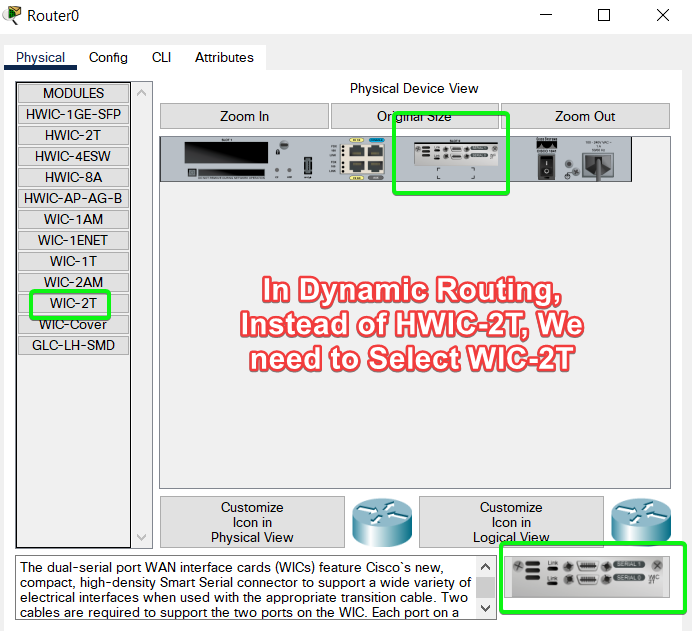 Router0
Physical Config CLI Attributes
MODULES
HWIC-1GE-SFP
HWIC-2T
HWIC-4ESW
HWIC-8A
HWIC-AP-AG-B
WIC-1AM
WIC-1ENET
WIC-1T
WIC-2AM
WIC-2T
WIC-Cover
GLC-LH-SMD
Physical Device View
Zoom In Original Size Zoom Out
In Dynamic Routing,
Instead of HWIC-2T, We
need to Select WIC-2T
Customize
Icon in
Physical View
Customize
Icon in
Logical View
The dual-serial port WAN interface cards (WICs) feature Cisco`s new,
compact, high-density Smart Serial connector to support a wide variety of
electrical interfaces when used with the appropriate transition cable. Two
cables are required to support the two ports on the WIC. Each port on a
Link SERIAL 1
Link SERIAL 0